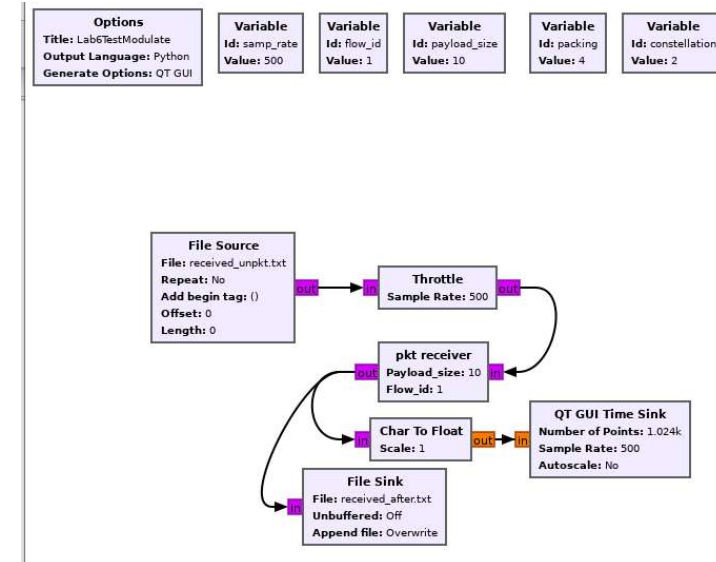 Options
Title: Lab6TestModulate
Output Language: Python
Generate Options: QT GUI
Variable
Id: samp_rate
Value: 500
Variable
Id: flow_id
Value: 1
Variable
Id: payload_size
Value: 10
Variable
Id: packing
Value: 4
Variable
Id: constellation
Value: 2
File Source
File: received_unpkt.txt
Repeat: No
Add begin tag: ()
Offset: 0
Length: 0
out
in
Throttle
Sample Rate: 500
out
out
pkt receiver
Payload_size: 10
Flow_id: 1
in
in
Char To Float
Scale: 1
out
in
QT GUI Time Sink
Number of Points: 1.024k
Sample Rate: 500
Autoscale: No
in
File Sink
File: received_after.txt
Unbuffered: Off
Append file: Overwrite